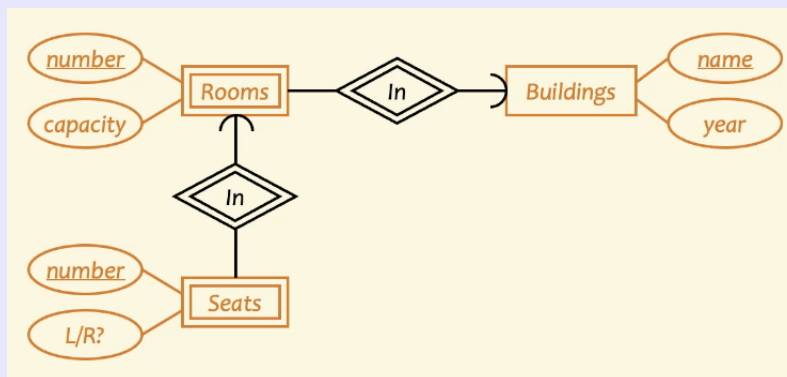 number
Rooms
In
Buildings
name
capacity
year
In
number
Seats
L/R?